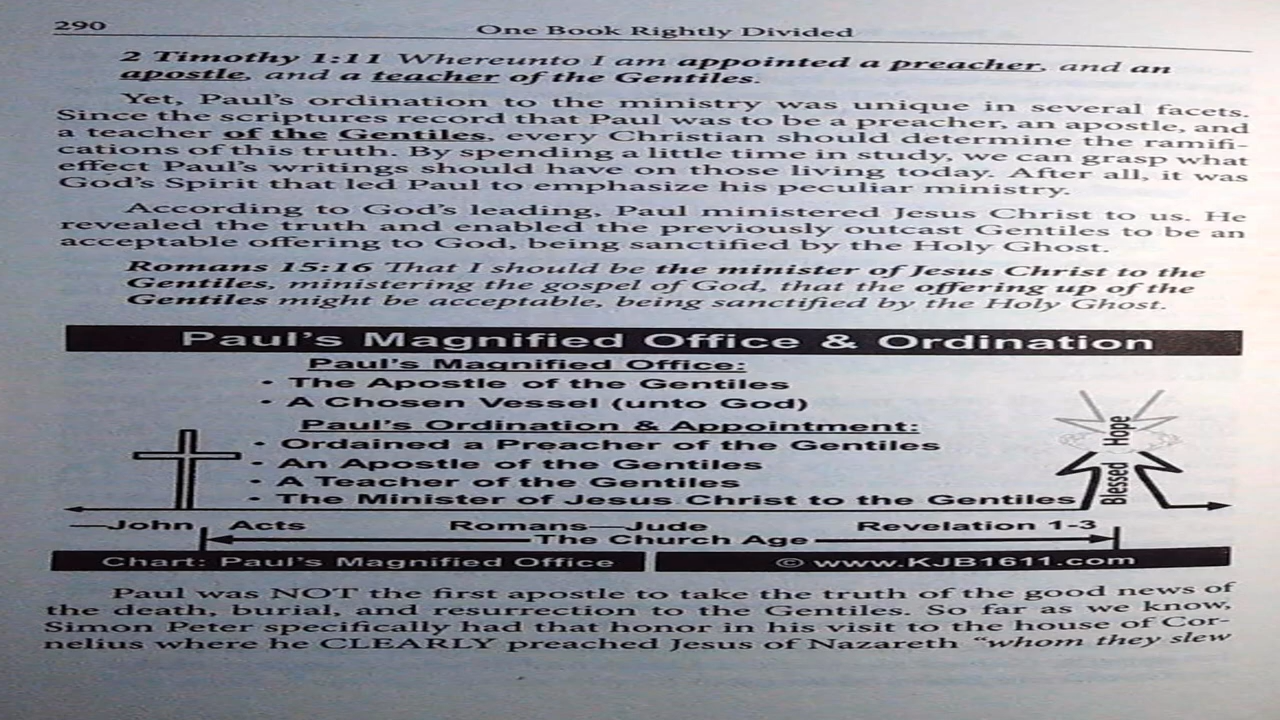 290
One Book Rightly Divided
2 Timothy 1:11 Whereunto I am appointed a preacher, and an
apostle, and a teacher of the Gentiles.
Yet, Paul's ordination to the ministry was unique in several facets.
Since the scriptures record that Paul was to be a preacher, an apostle, and
a teacher of the Gentiles, every Christian should determine the ramifi-
cations of this truth. By spending a little time in study, we can grasp what
effect Paul's writings should have on those living today. After all, it was
God's Spirit that led Paul to emphasize his peculiar ministry.
According to God's leading, Paul ministered Jesus Christ to us. He
revealed the truth and enabled the previously outcast Gentiles to be an
acceptable offering to God, being sanctified by the Holy Ghost.
Romans 15:16 That I should be the minister of Jesus Christ to the
Gentiles, ministering the gospel of God, that the offering up of the
Gentiles might be acceptable, being sanctified by the Holy Ghost.
Paul's Magnified Office & Ordination
Paul's Magnified Office:
• The Apostle of the Gentiles
• A Chosen Vessel (unto God)
Paul's Ordination & Appointment:
• Ordained a Preacher of the Gentiles
• An Apostle of the Gentiles
• A Teacher of the Gentiles
• The Minister of Jesus Christ to the Gentiles
Blessed Hope
—John Acts Romans—Jude Revelation 1-3
The Church Age
Chart: Paul's Magnified Office © www.KJB1611.com
Paul was NOT the first apostle to take the truth of the good news of
the death, burial, and resurrection to the Gentiles. So far as we know,
Simon Peter specifically had that honor in his visit to the house of Cor-
nelius where he CLEARLY preached Jesus of Nazareth "whom they slew